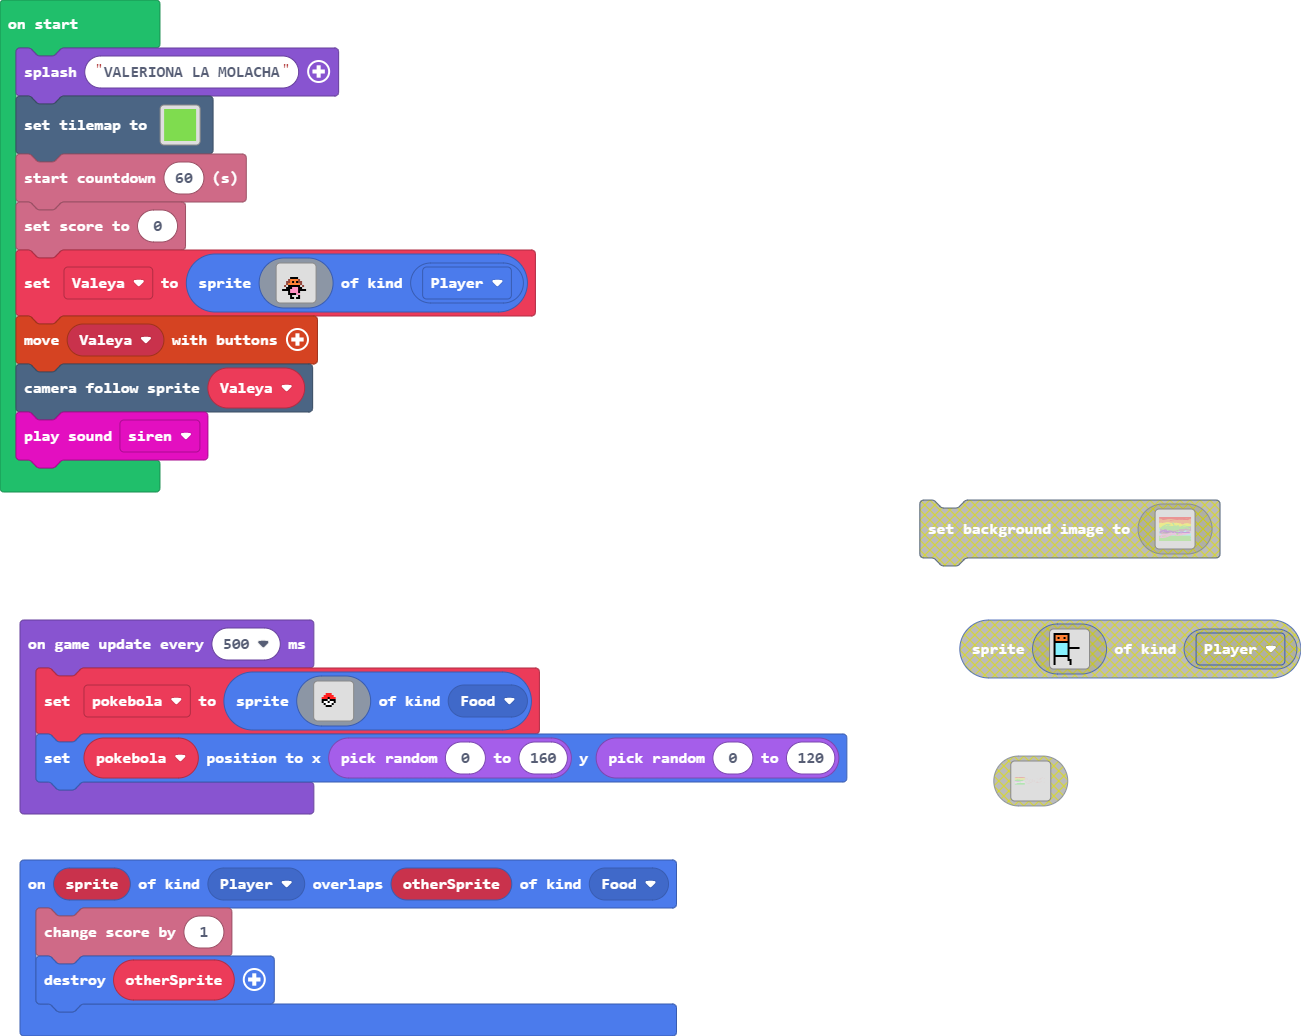 on start
splash "VALERIONA LA MOLACHA"
set tilemap to
start countdown 60 (s)
set score to 0
set Valeya to sprite of kind Player
move Valeya with buttons
camera follow sprite Valeya
play sound siren
set background image to
on game update every 500 ms
sprite of kind Player
set pokebola to sprite of kind Food
set pokebola position to x pick random 0 to 160 y pick random 0 to 120
on sprite of kind Player overlaps otherSprite of kind Food
change score by 1
destroy otherSprite